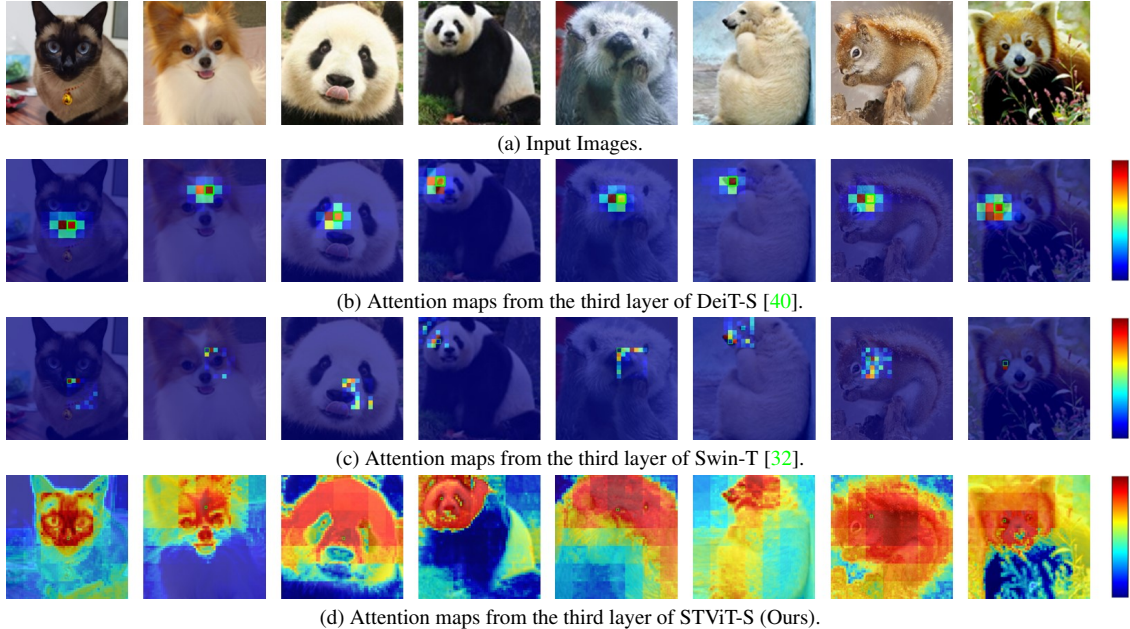 (a) Input Images.
(b) Attention maps from the third layer of DeiT-S [40].
(c) Attention maps from the third layer of Swin-T [32].
(d) Attention maps from the third layer of STViT-S (Ours).